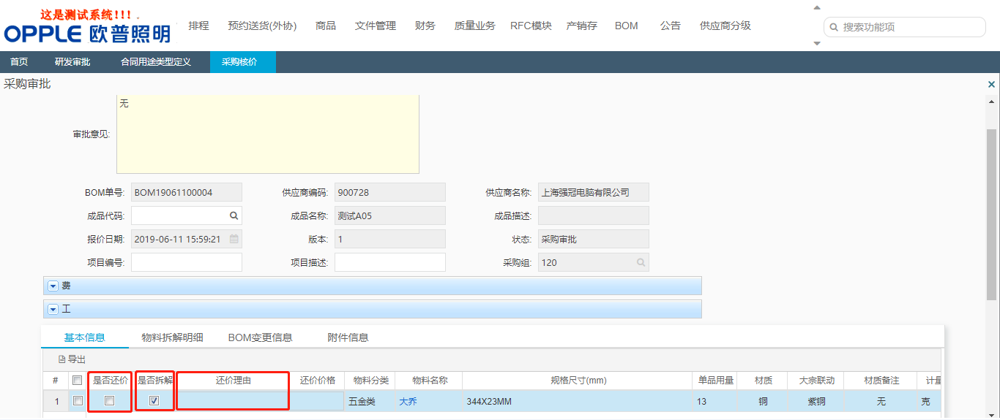 这是测试系统!!!
OPPLE 欧普照明
排程 预约送货(外协) 商品 文件管理 财务 质量业务 RFC模块 产销存 BOM 公告 供应商分级
搜索功能项
首页 研发审批 合同用途类型定义 采购核价
采购审批
审批意见: 无
BOM单号: BOM19061100004 供应商编码: 900728 供应商名称: 上海强冠电脑有限公司
成品代码: 成品名称: 测试A05 成品描述:
报价日期: 2019-06-11 15:59:21 版本: 1 状态: 采购审批
项目编号: 项目描述: 采购组: 120
费
工
基本信息 物料拆解明细 BOM变更信息 附件信息
导出
# 是否还价 是否拆解 还价理由 还价价格 物料分类 物料名称 规格尺寸(mm) 单品用量 材质 大宗联动 材质备注 计量
1 五金类 大乔 344X23MM 13 铜 紫铜 无 克